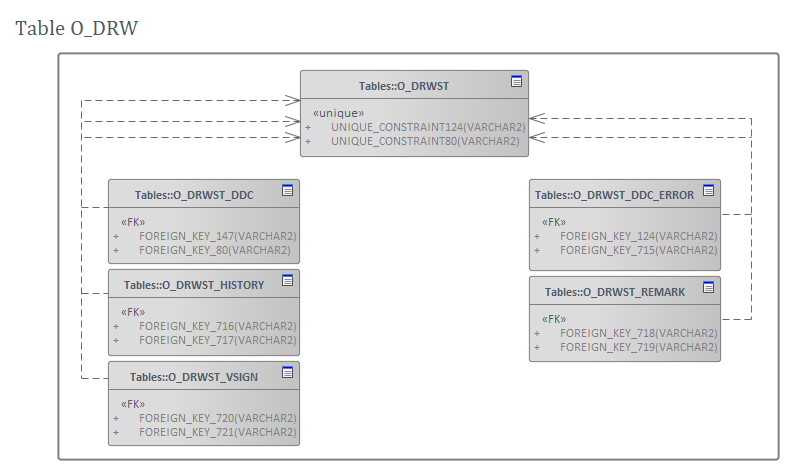 Table O_DRW
Tables::O_DRWST
«unique»
+ UNIQUE_CONSTRAINT124(VARCHAR2)
+ UNIQUE_CONSTRAINT80(VARCHAR2)
Tables::O_DRWST_DDC
«FK»
+ FOREIGN_KEY_147(VARCHAR2)
+ FOREIGN_KEY_80(VARCHAR2)
Tables::O_DRWST_DDC_ERROR
«FK»
+ FOREIGN_KEY_124(VARCHAR2)
+ FOREIGN_KEY_715(VARCHAR2)
Tables::O_DRWST_HISTORY
«FK»
+ FOREIGN_KEY_716(VARCHAR2)
+ FOREIGN_KEY_717(VARCHAR2)
Tables::O_DRWST_REMARK
«FK»
+ FOREIGN_KEY_718(VARCHAR2)
+ FOREIGN_KEY_719(VARCHAR2)
Tables::O_DRWST_VSIGN
«FK»
+ FOREIGN_KEY_720(VARCHAR2)
+ FOREIGN_KEY_721(VARCHAR2)